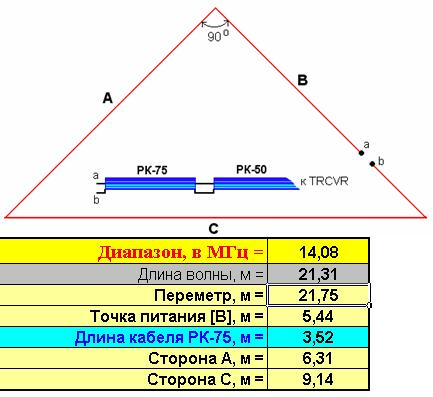 90°
A
B
a
b
РК-75 РК-50
a
b
к TRCVR
C
Диапазон, в МГц = 14,08
Длина волны, м = 21,31
Переметр, м = 21,75
Точка питания [B], м = 5,44
Длина кабеля РК-75, м = 3,52
Сторона А, м = 6,31
Сторона С, м = 9,14